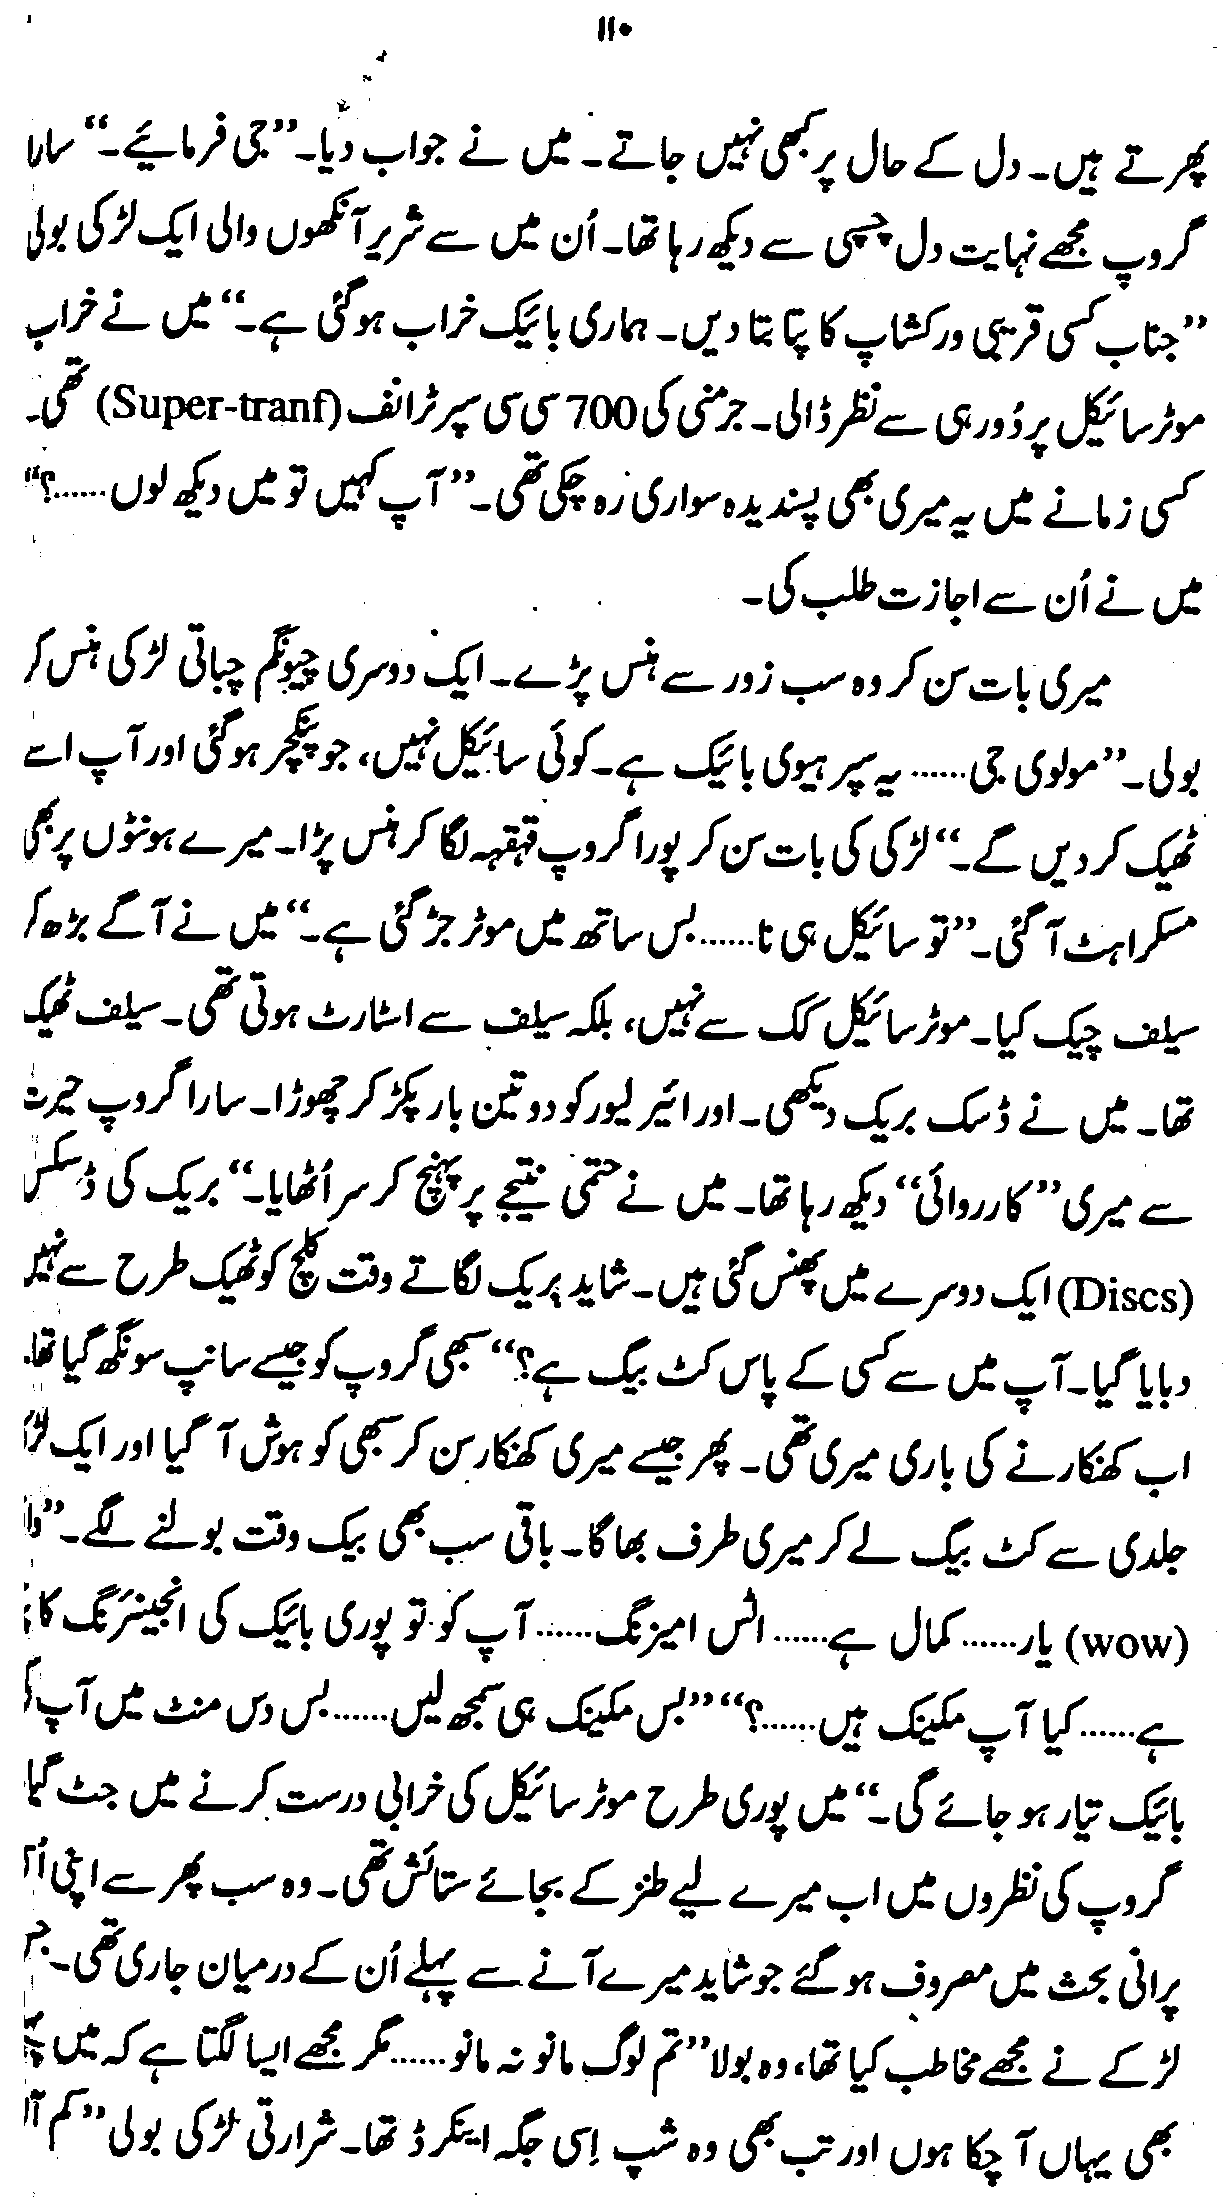 ۱۱۰
پھرتے ہیں۔ دل کے حال پر کبھی نہیں جاتے۔ میں نے جواب دیا۔ ”جی فرمائیے۔“ سارا
گروپ مجھے نہایت دل چسپی سے دیکھ رہا تھا۔ اُن میں سے شریر آنکھوں والی ایک لڑکی بولی
”جناب کسی قریبی ورکشاپ کا پتا بتا دیں۔ ہماری بائیک خراب ہوگئی ہے۔“ میں نے خراب
موٹر سائیکل پر دُور ہی سے نظر ڈالی۔ جرمنی کی 700 سی سی سپر ٹرانف (Super-tranf) تھی۔
کسی زمانے میں یہ میری بھی پسندیدہ سواری رہ چکی تھی۔ ”آپ کہیں تو میں دیکھ لوں......؟“
میں نے اُن سے اجازت طلب کی۔
میری بات سن کر وہ سب زور سے ہنس پڑے۔ ایک دوسری چیونگم چباتی لڑکی ہنس کر
بولی۔ ”مولوی جی...... یہ سپر ہیوی بائیک ہے۔ کوئی سائیکل نہیں، جو پنکچر ہوگئی اور آپ اسے
ٹھیک کر دیں گے۔“ لڑکی کی بات سن کر پورا گروپ قہقہہ لگا کر ہنس پڑا۔ میرے ہونٹوں پر بھی
مسکراہٹ آ گئی۔ ”تو سائیکل ہی نا...... بس ساتھ میں موٹر جڑ گئی ہے۔“ میں نے آگے بڑھ کر
سیلف چیک کیا۔ موٹر سائیکل کک سے نہیں، بلکہ سیلف سے اسٹارٹ ہوتی تھی۔ سیلف ٹھیک
تھا۔ میں نے ڈسک بریک دیکھی۔ اور ائیر لیور کو دو تین بار پکڑ کر چھوڑا۔ سارا گروپ حیرت
سے میری ”کارروائی“ دیکھ رہا تھا۔ میں نے حتمی نتیجے پر پہنچ کر سر اُٹھایا۔ ”بریک کی ڈسکس
(Discs) ایک دوسرے میں پھنس گئی ہیں۔ شاید بریک لگاتے وقت کلچ کو ٹھیک طرح سے نہیں
دبایا گیا۔ آپ میں سے کسی کے پاس کٹ بیگ ہے؟“ سبھی گروپ کو جیسے سانپ سونگھ گیا تھا۔
اب کھنکارنے کی باری میری تھی۔ پھر جیسے میری کھنکار سن کر سبھی کو ہوش آ گیا اور ایک لڑکا
جلدی سے کٹ بیگ لے کر میری طرف بھاگا۔ باقی سب بھی بیک وقت بولنے لگے۔ ”وا
(wow) یار...... کمال ہے...... اٹس امیزنگ...... آپ کو تو پوری بائیک کی انجینئرنگ کا
ہے...... کیا آپ مکینک ہیں......؟“ ”بس مکینک ہی سمجھ لیں...... بس دس منٹ میں آپ
بائیک تیار ہو جائے گی۔“ میں پوری طرح موٹر سائیکل کی خرابی درست کرنے میں جٹ گیا
گروپ کی نظروں میں اب میرے لیے طنز کے بجائے ستائش تھی۔ وہ سب پھر سے اپنی
پرانی بحث میں مصروف ہو گئے جو شاید میرے آنے سے پہلے اُن کے درمیان جاری تھی۔ جس
لڑکے نے مجھے مخاطب کیا تھا، وہ بولا ”تم لوگ مانو نہ مانو...... مگر مجھے ایسا لگتا ہے کہ میں
بھی یہاں آ چکا ہوں اور تب بھی وہ شپ اِسی جگہ اینکرڈ تھا۔ شرارتی لڑکی بولی ”کم آ